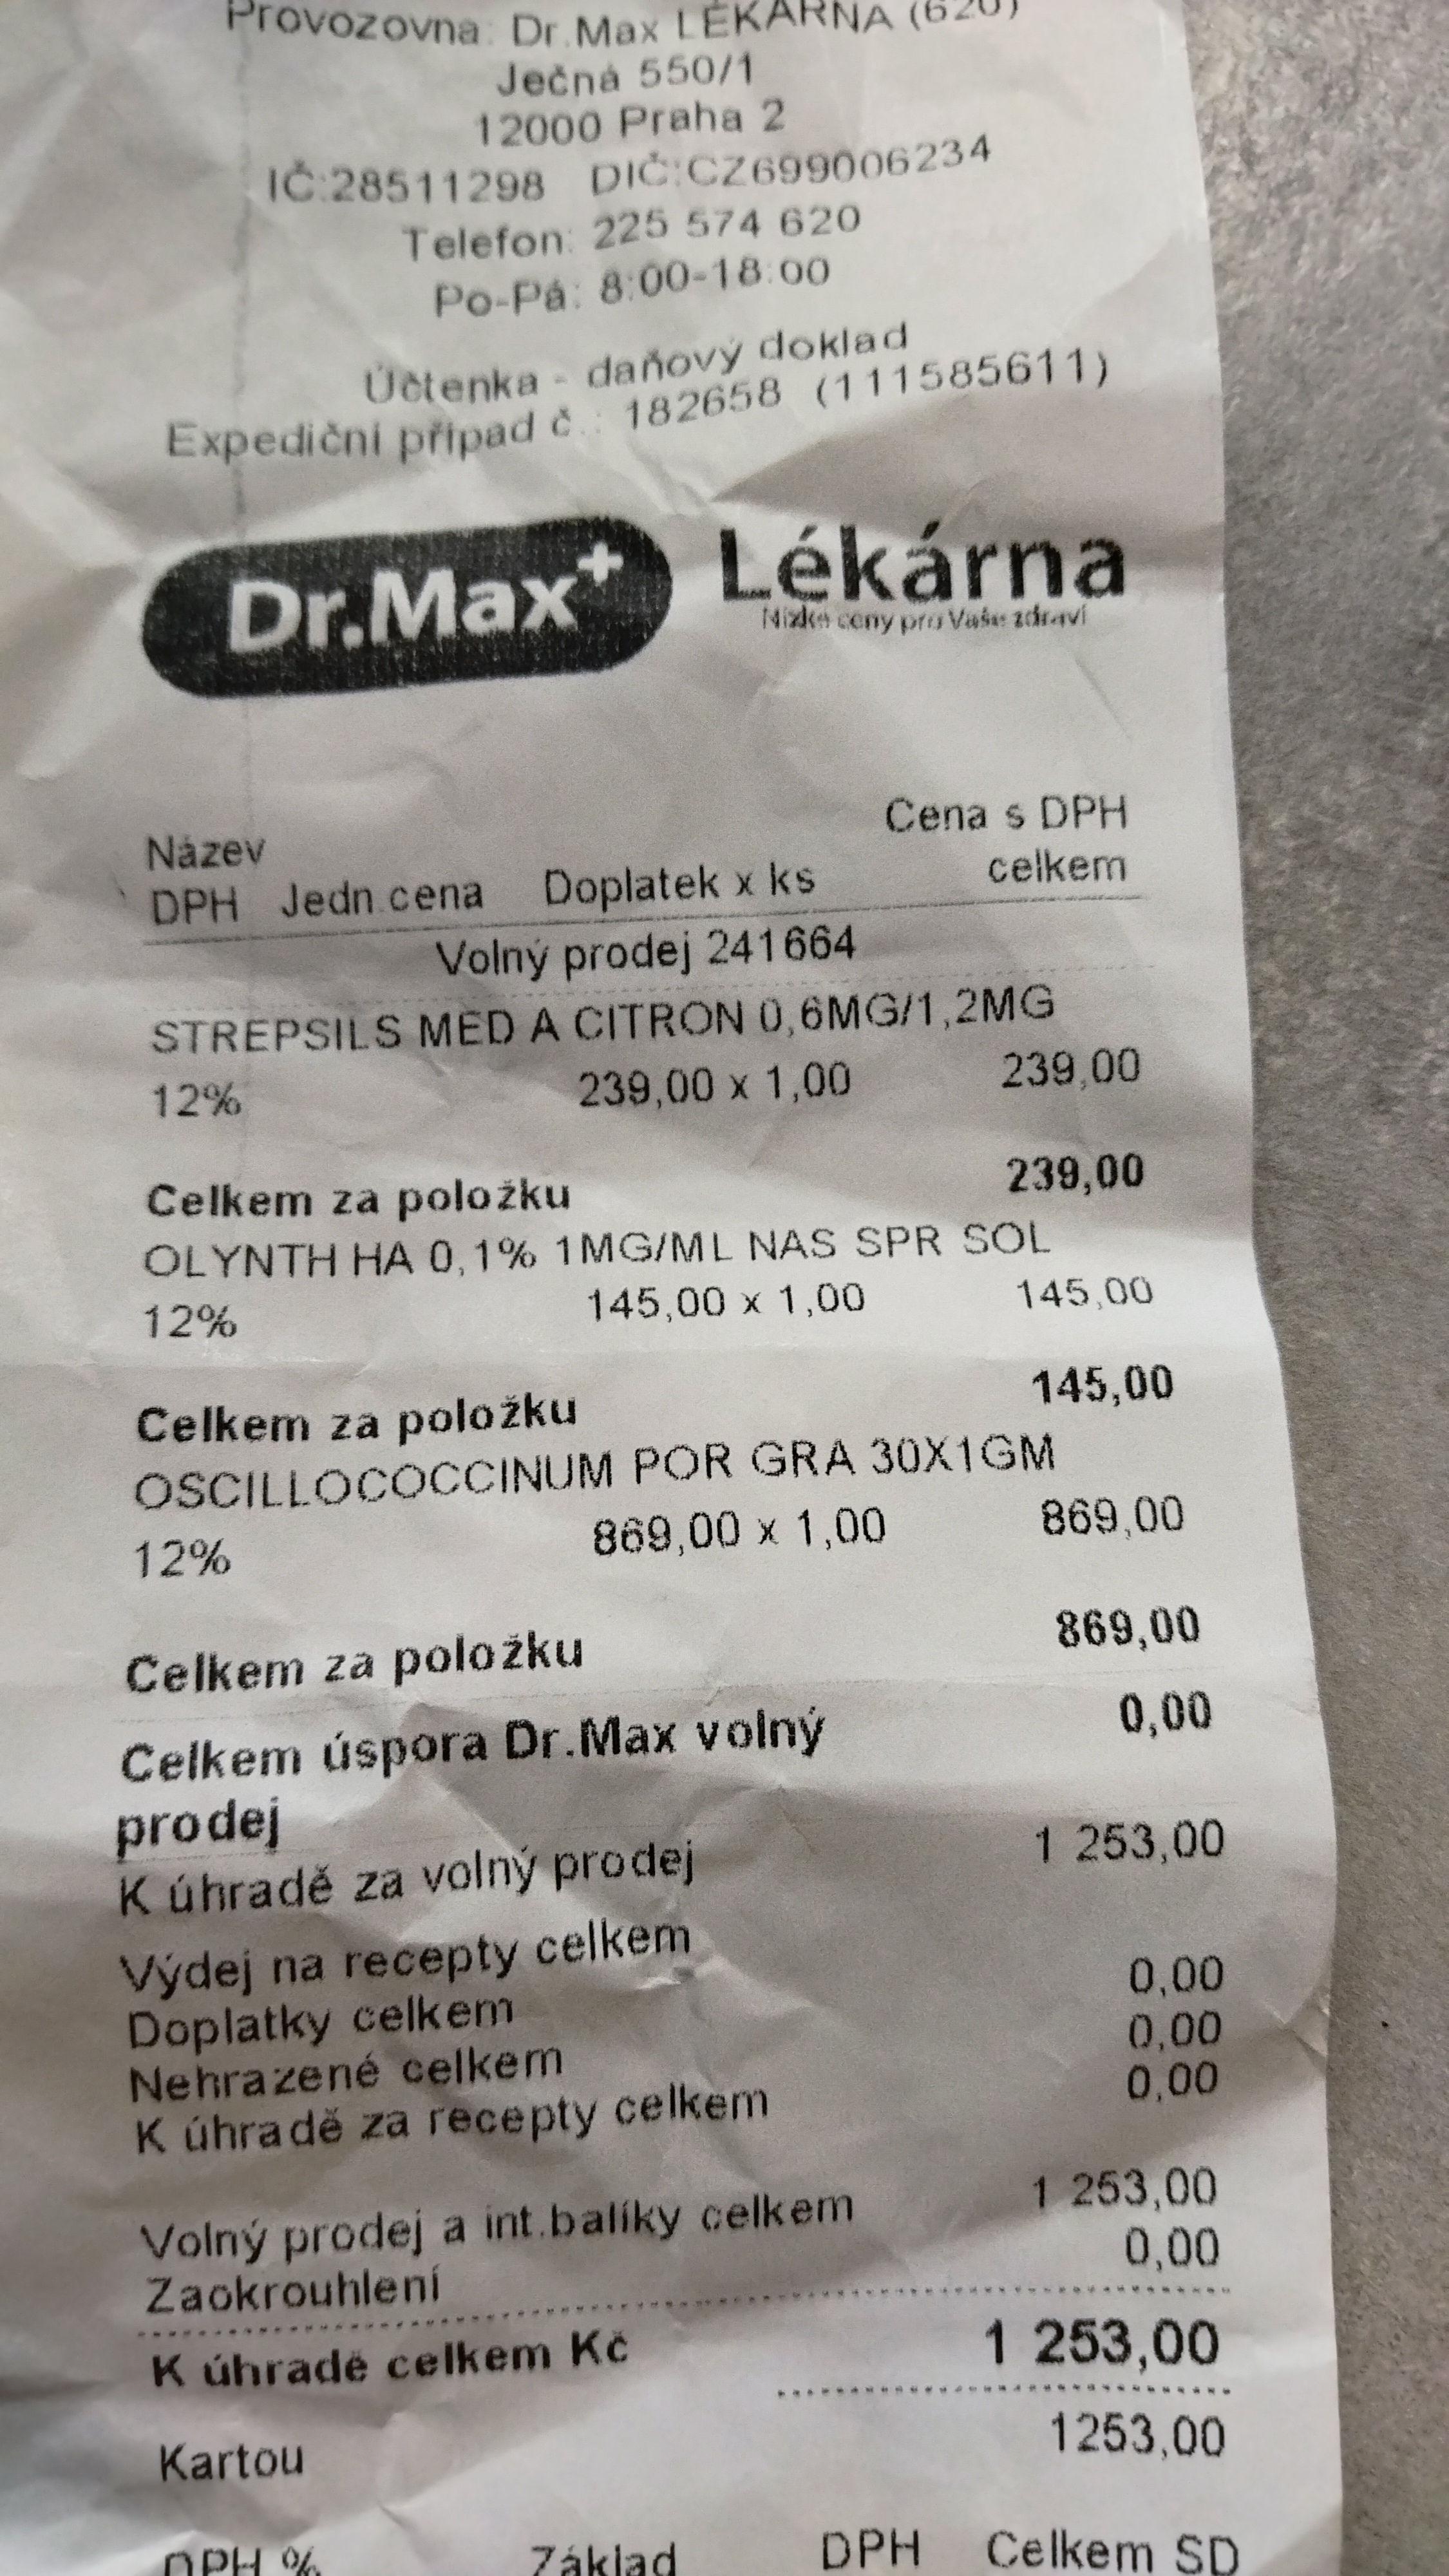 Provozovna: Dr.Max LÉKÁRNA (620)
Ječná 550/1
12000 Praha 2
IČ:28511298 DIČ:CZ699006234
Telefon: 225 574 620
Po-Pá: 8:00-18:00
Účtenka - daňový doklad
Expediční případ č.: 182658 (111585611)
Dr.Max+ Lékárna
Nízké ceny pro Vaše zdraví
Cena s DPH
Název
DPH Jedn.cena Doplatek x ks celkem
Volný prodej 241664
STREPSILS MED A CITRON 0,6MG/1,2MG
12% 239,00 x 1,00 239,00
Celkem za položku 239,00
OLYNTH HA 0,1% 1MG/ML NAS SPR SOL
12% 145,00 x 1,00 145,00
Celkem za položku 145,00
OSCILLOCOCCINUM POR GRA 30X1GM
12% 869,00 x 1,00 869,00
Celkem za položku 869,00
Celkem úspora Dr.Max volný 0,00
prodej
K úhradě za volný prodej 1 253,00
Výdej na recepty celkem
Doplatky celkem 0,00
Nehrazené celkem 0,00
K úhradě za recepty celkem 0,00
Volný prodej a int.balíky celkem 1 253,00
Zaokrouhlení 0,00
K úhradě celkem Kč 1 253,00
Kartou 1253,00
DPH % Základ DPH Celkem SD